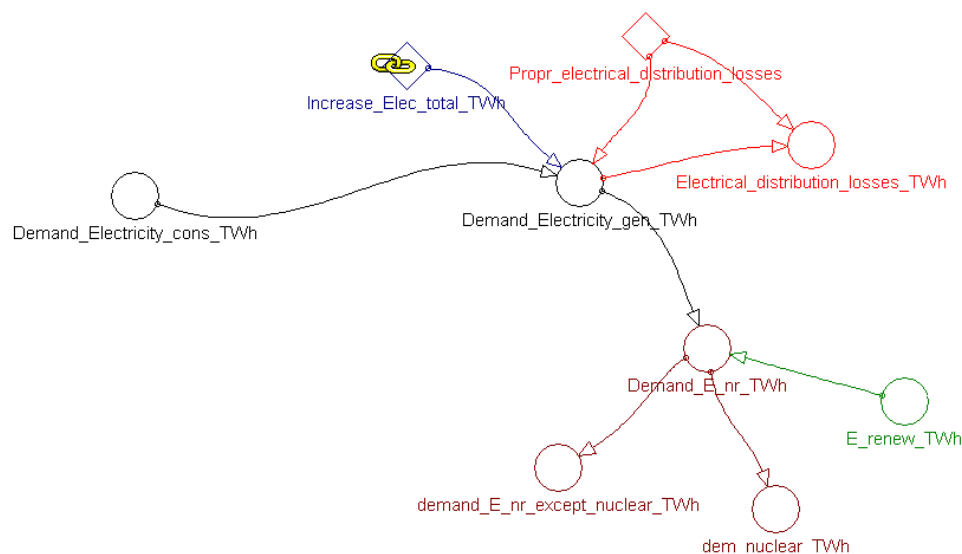 Propr_electrical_distribution_losses
Increase_Elec_total_TWh
Electrical_distribution_losses_TWh
Demand_Electricity_cons_TWh
Demand_Electricity_gen_TWh
Demand_E_nr_TWh
E_renew_TWh
demand_E_nr_except_nuclear_TWh
dem_nuclear_TWh